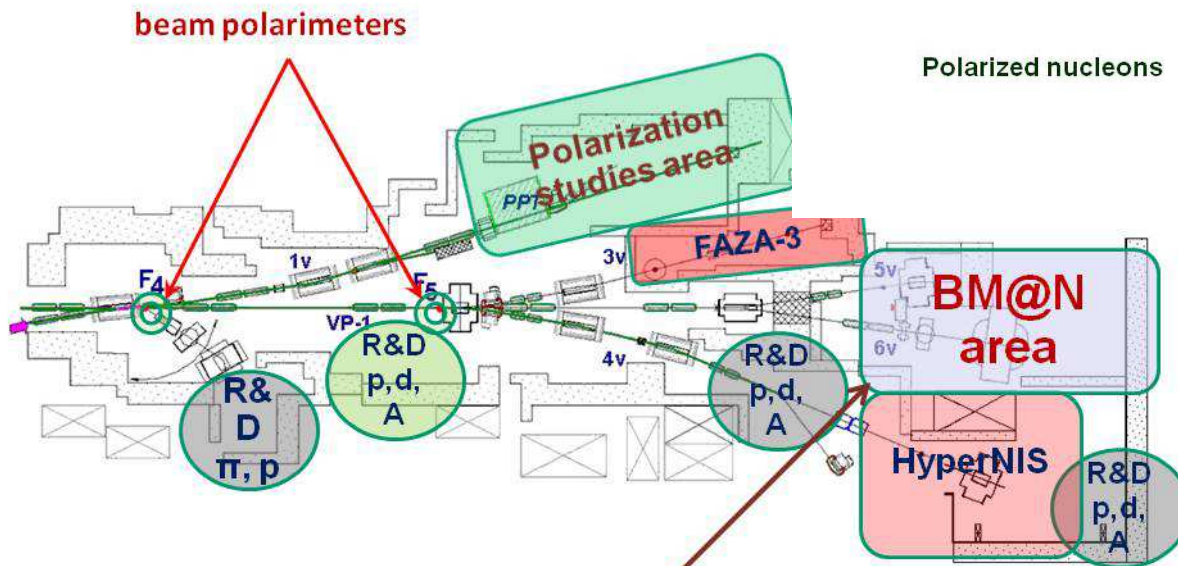 beam polarimeters
Polarized nucleons
Polarization
studies area
PPT
FAZA-3
1v
3v
F4
F5
5v
BM@N
area
6v
VP-1
4v
R&D
p,d,
A
R&D
p,d,
A
R&
D
π, p
HyperNIS
R&D
p,d,
A